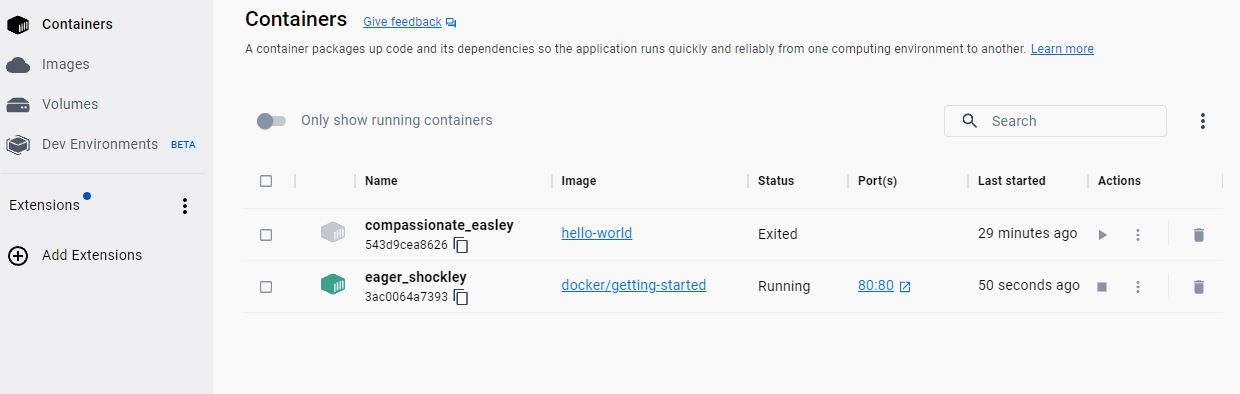 Containers
Images
Volumes
Dev Environments BETA
Extensions
Add Extensions
Containers Give feedback
A container packages up code and its dependencies so the application runs quickly and reliably from one computing environment to another. Learn more
Only show running containers
Search
Name Image Status Port(s) Last started Actions
compassionate_easley
543d9cea8626
hello-world Exited 29 minutes ago
eager_shockley
3ac0064a7393
docker/getting-started Running 80:80 50 seconds ago